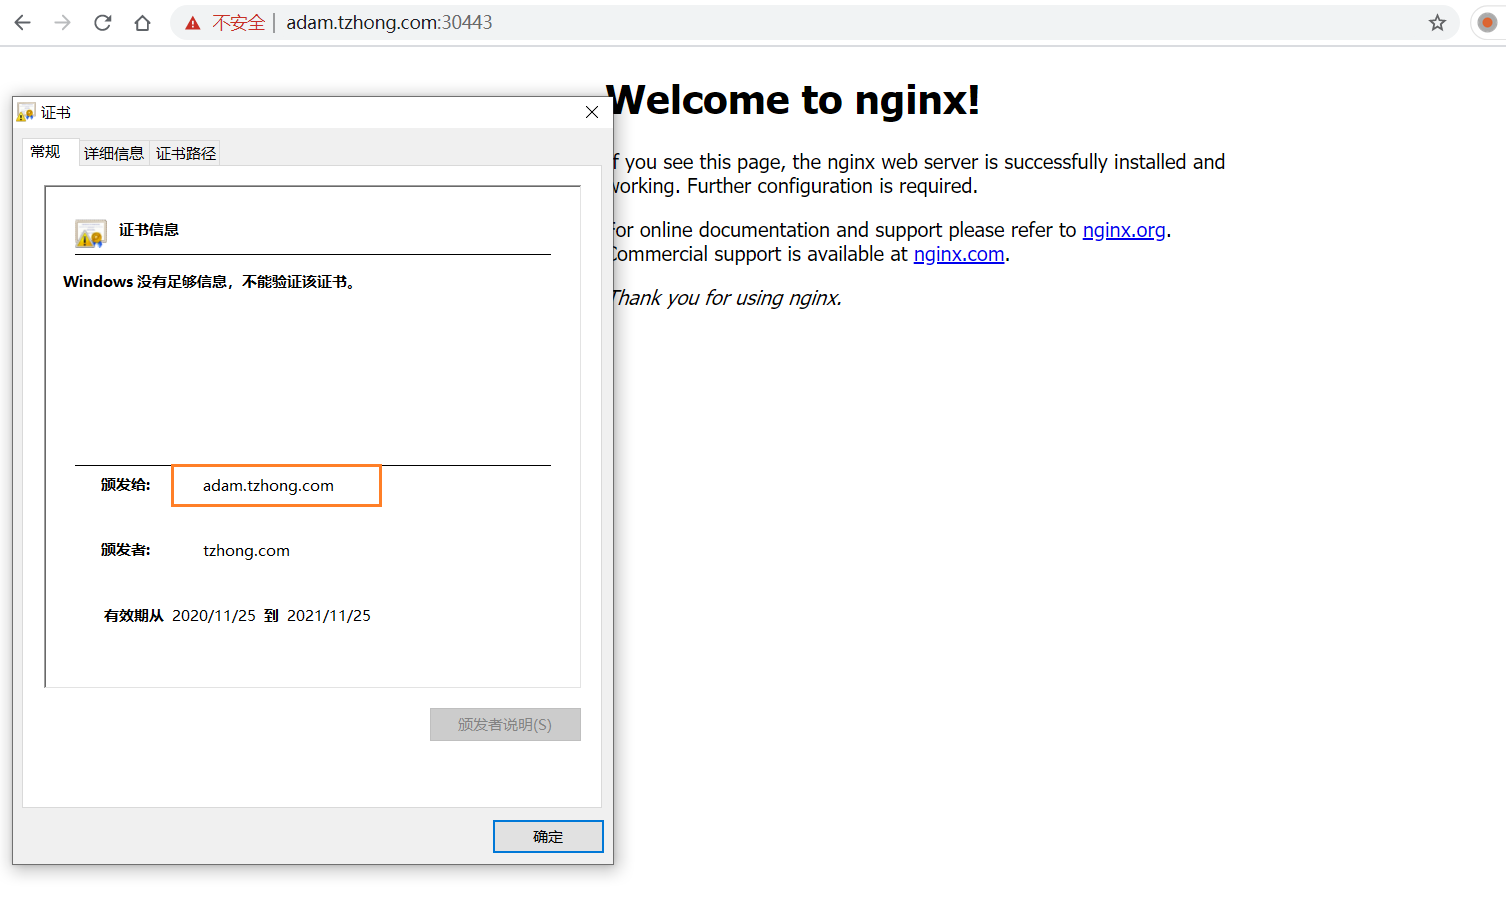 不安全 | adam.tzhong.com:30443
Welcome to nginx!
f you see this page, the nginx web server is successfully installed and
working. Further configuration is required.
For online documentation and support please refer to nginx.org.
Commercial support is available at nginx.com.
Thank you for using nginx.
证书
常规 详细信息 证书路径
证书信息
Windows 没有足够信息，不能验证该证书。
颁发给: adam.tzhong.com
颁发者: tzhong.com
有效期从 2020/11/25 到 2021/11/25
颁发者说明(S)
确定